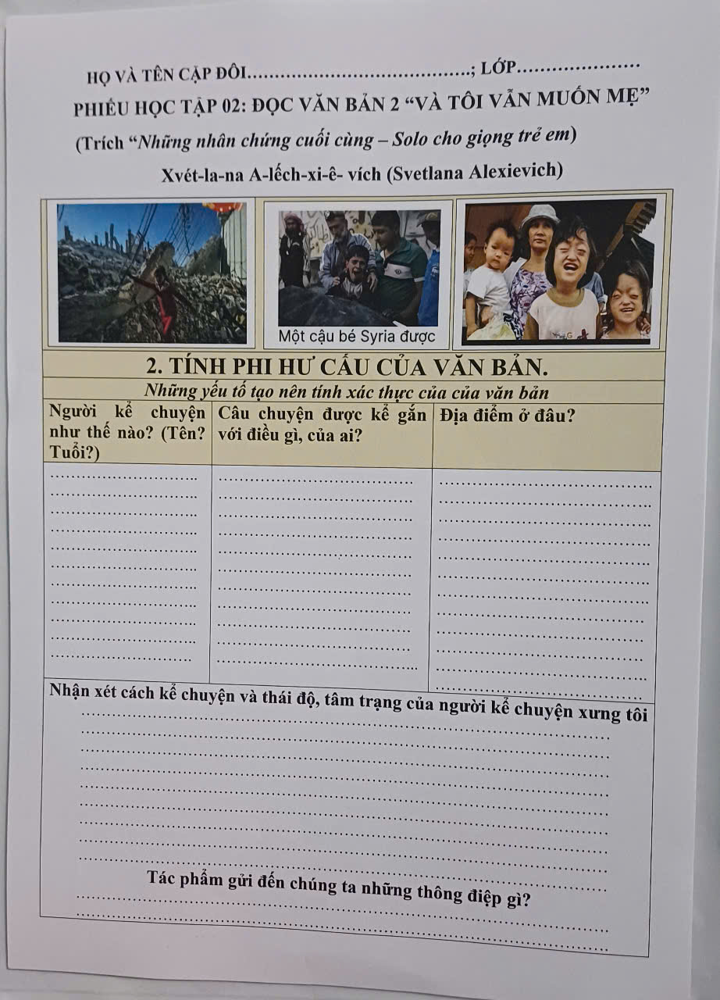 HỌ VÀ TÊN CẶP ĐÔI..........................................; LỚP......................
PHIẾU HỌC TẬP 02: ĐỌC VĂN BẢN 2 “VÀ TÔI VẪN MUỐN MẸ”
(Trích “Những nhân chứng cuối cùng – Solo cho giọng trẻ em)
Xvét-la-na A-lếch-xi-ê- vích (Svetlana Alexievich)
Một cậu bé Syria được
2. TÍNH PHI HƯ CẤU CỦA VĂN BẢN.
Những yếu tố tạo nên tính xác thực của của văn bản
Người kể chuyện
như thế nào? (Tên?
Tuổi?)
Câu chuyện được kể gắn
với điều gì, của ai?
Địa điểm ở đâu?
Nhận xét cách kể chuyện và thái độ, tâm trạng của người kể chuyện xưng tôi
Tác phẩm gửi đến chúng ta những thông điệp gì?